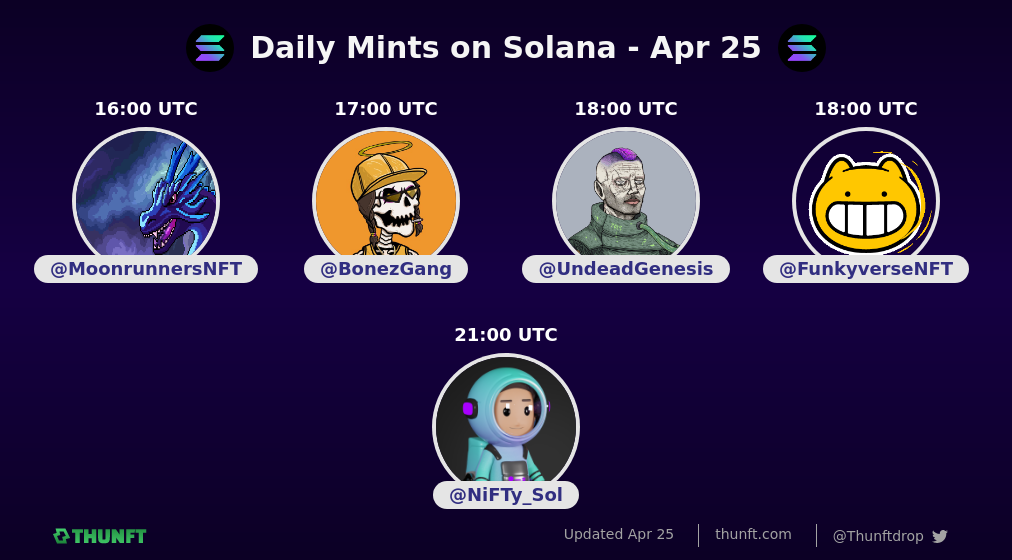 Daily Mints on Solana - Apr 25
16:00 UTC
17:00 UTC
18:00 UTC
18:00 UTC
@MoonrunnersNFT
@BonezGang
@UndeadGenesis
@FunkyverseNFT
21:00 UTC
@NiFTy_Sol
THUNFT
Updated Apr 25
thunft.com
@Thunftdrop